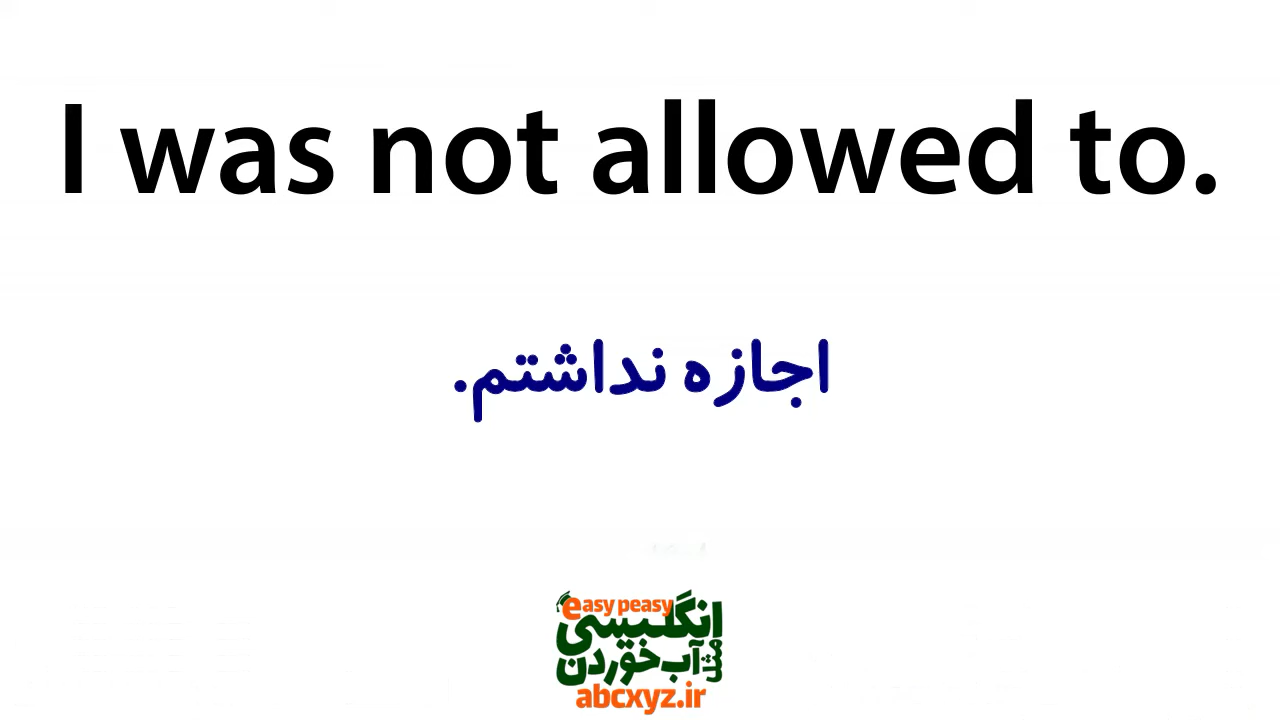 I was not allowed to.
اجازه نداشتم.
easy peasy
انگلیسی
مثل آب خوردن
abcxyz.ir